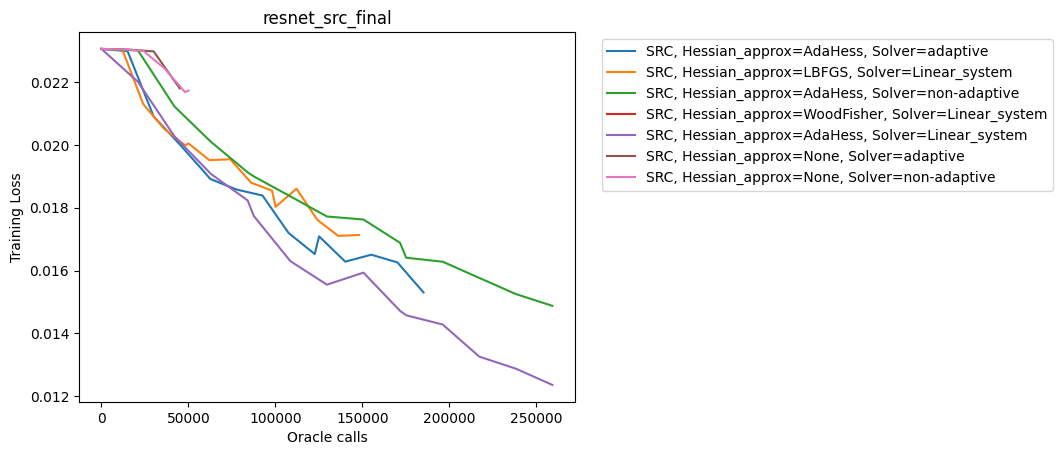 resnet_src_final
SRC, Hessian_approx=AdaHess, Solver=adaptive
SRC, Hessian_approx=LBFGS, Solver=Linear_system
SRC, Hessian_approx=AdaHess, Solver=non-adaptive
SRC, Hessian_approx=WoodFisher, Solver=Linear_system
SRC, Hessian_approx=AdaHess, Solver=Linear_system
SRC, Hessian_approx=None, Solver=adaptive
SRC, Hessian_approx=None, Solver=non-adaptive
Training Loss
0.022
0.020
0.018
0.016
0.014
0.012
0
50000
100000
150000
200000
250000
Oracle calls